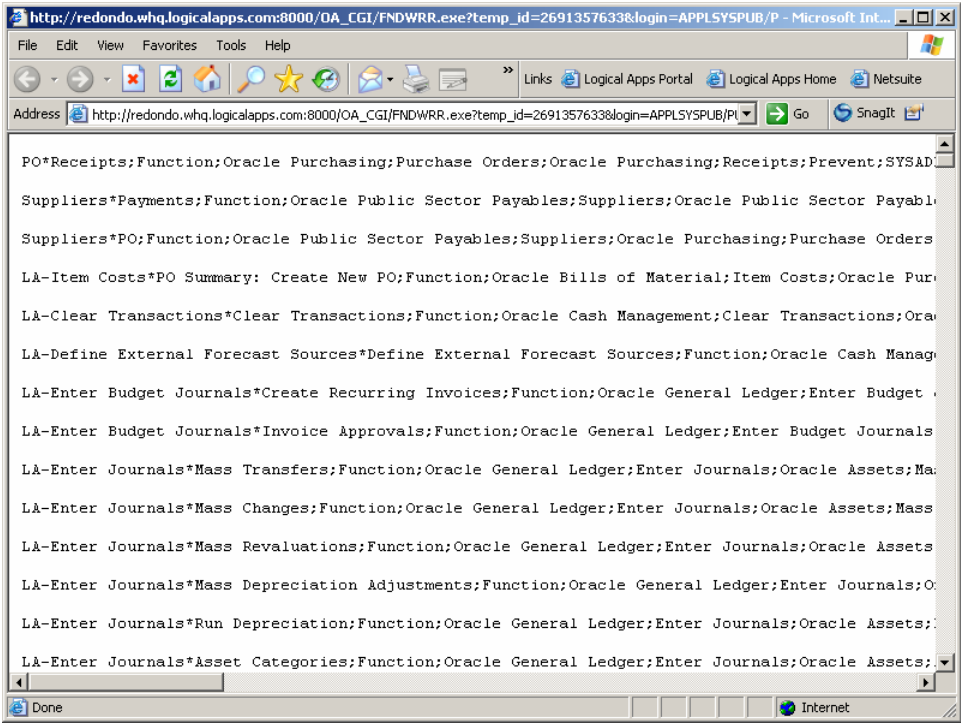 http://redondo.whq.logicalapps.com:8000/OA_CGI/FNDWRR.exe?temp_id=2691357633&login=APPLSYSPUB/P - Microsoft Int...
File Edit View Favorites Tools Help
» Links Logical Apps Portal Logical Apps Home Netsuite
Address http://redondo.whq.logicalapps.com:8000/OA_CGI/FNDWRR.exe?temp_id=2691357633&login=APPLSYSPUB/PU Go SnagIt
PO*Receipts;Function;Oracle Purchasing;Purchase Orders;Oracle Purchasing;Receipts;Prevent;SYSAD
Suppliers*Payments;Function;Oracle Public Sector Payables;Suppliers;Oracle Public Sector Payabl
Suppliers*PO;Function;Oracle Public Sector Payables;Suppliers;Oracle Purchasing;Purchase Orders
LA-Item Costs*PO Summary: Create New PO;Function;Oracle Bills of Material;Item Costs;Oracle Pur
LA-Clear Transactions*Clear Transactions;Function;Oracle Cash Management;Clear Transactions;Ora
LA-Define External Forecast Sources*Define External Forecast Sources;Function;Oracle Cash Manag
LA-Enter Budget Journals*Create Recurring Invoices;Function;Oracle General Ledger;Enter Budget
LA-Enter Budget Journals*Invoice Approvals;Function;Oracle General Ledger;Enter Budget Journals
LA-Enter Journals*Mass Transfers;Function;Oracle General Ledger;Enter Journals;Oracle Assets;Ma
LA-Enter Journals*Mass Changes;Function;Oracle General Ledger;Enter Journals;Oracle Assets;Mass
LA-Enter Journals*Mass Revaluations;Function;Oracle General Ledger;Enter Journals;Oracle Assets
LA-Enter Journals*Mass Depreciation Adjustments;Function;Oracle General Ledger;Enter Journals;O
LA-Enter Journals*Run Depreciation;Function;Oracle General Ledger;Enter Journals;Oracle Assets;
LA-Enter Journals*Asset Categories;Function;Oracle General Ledger;Enter Journals;Oracle Assets;
Done Internet